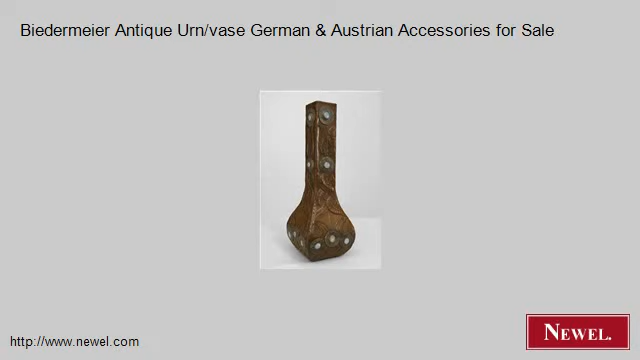 Biedermeier Antique Urn/vase German & Austrian Accessories for Sale
http://www.newel.com
NEWEL.